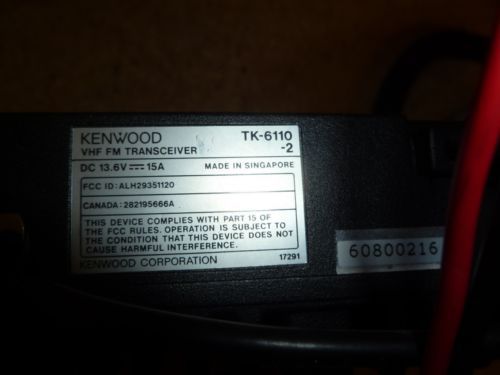 KENWOOD TK-6110
VHF FM TRANSCEIVER -2
DC 13.6V 15A MADE IN SINGAPORE
FCC ID: ALH29351120
CANADA: 282195666A
THIS DEVICE COMPLIES WITH PART 15 OF
THE FCC RULES. OPERATION IS SUBJECT TO
THE CONDITION THAT THIS DEVICE DOES NOT
CAUSE HARMFUL INTERFERENCE.
KENWOOD CORPORATION 17291
60800216